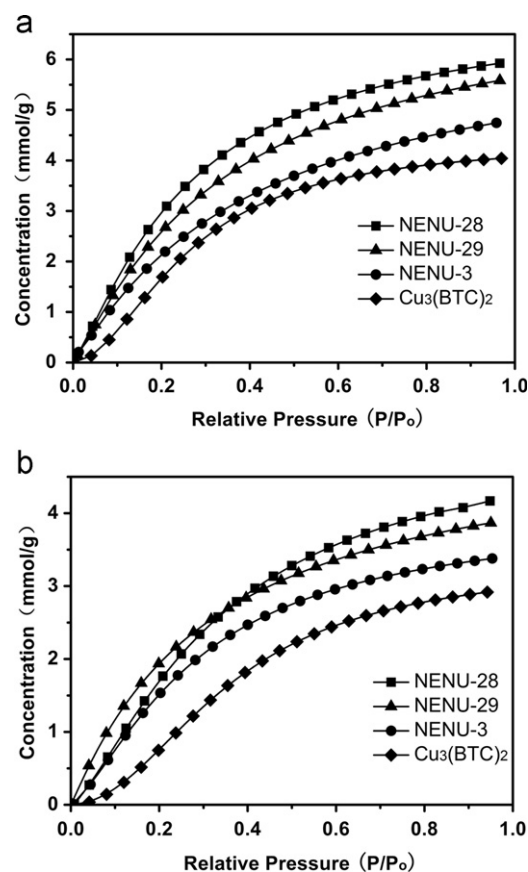 a
6
5
4
3
2
1
0
0.0
0.2
0.4
0.6
0.8
1.0
Concentration (mmol/g)
NENU-28
NENU-29
NENU-3
Cu₃(BTC)₂
Relative Pressure (P/P₀)
b
4
3
2
1
0
0.0
0.2
0.4
0.6
0.8
1.0
Concentration (mmol/g)
NENU-28
NENU-29
NENU-3
Cu₃(BTC)₂
Relative Pressure (P/P₀)